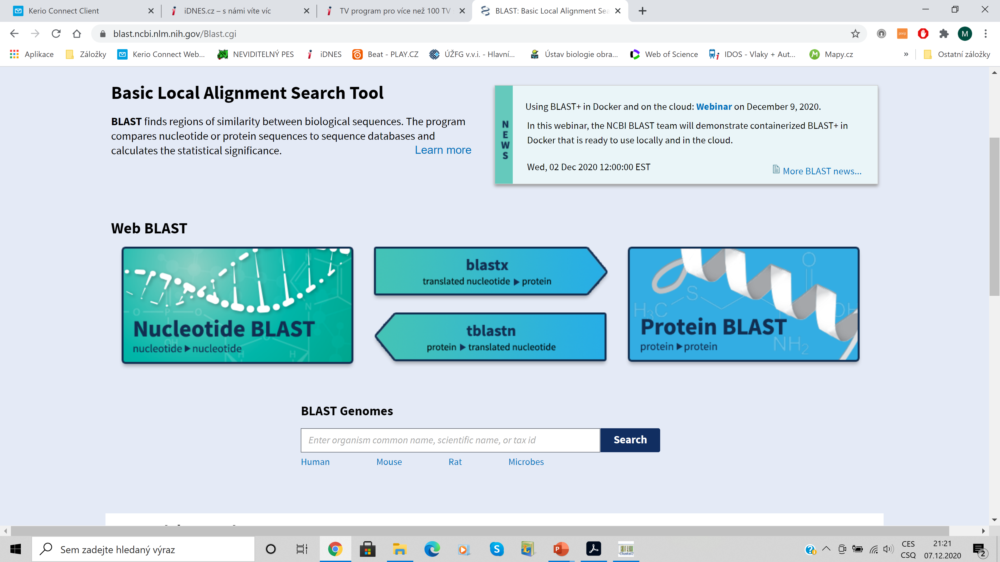 Kerio Connect Client
iDNES.cz – s námi víte víc
TV program pro více než 100 TV
BLAST: Basic Local Alignment Sea
blast.ncbi.nlm.nih.gov/Blast.cgi
pexip
M
Aplikace
Záložky
Kerio Connect Web...
NEVIDITELNÝ PES
iDNES
Beat - PLAY.CZ
ÚŽFG v.v.i. - Hlavní...
Ústav biologie obra...
Web of Science
IDOS - Vlaky + Aut...
Mapy.cz
»
Ostatní záložky
Basic Local Alignment Search Tool
BLAST finds regions of similarity between biological sequences. The program
compares nucleotide or protein sequences to sequence databases and
calculates the statistical significance.
Learn more
NEWS
Using BLAST+ in Docker and on the cloud: Webinar on December 9, 2020.
In this webinar, the NCBI BLAST team will demonstrate containerized BLAST+ in
Docker that is ready to use locally and in the cloud.
Wed, 02 Dec 2020 12:00:00 EST
More BLAST news...
Web BLAST
Nucleotide BLAST
nucleotide ▶ nucleotide
blastx
translated nucleotide ▶ protein
tblastn
protein ▶ translated nucleotide
O
S
H₃C
OH
NH₂
Protein BLAST
protein ▶ protein
BLAST Genomes
Enter organism common name, scientific name, or tax id
Search
Human
Mouse
Rat
Microbes
Sem zadejte hledaný výraz
Clustal2
CES
CSQ
21:21
07.12.2020
2